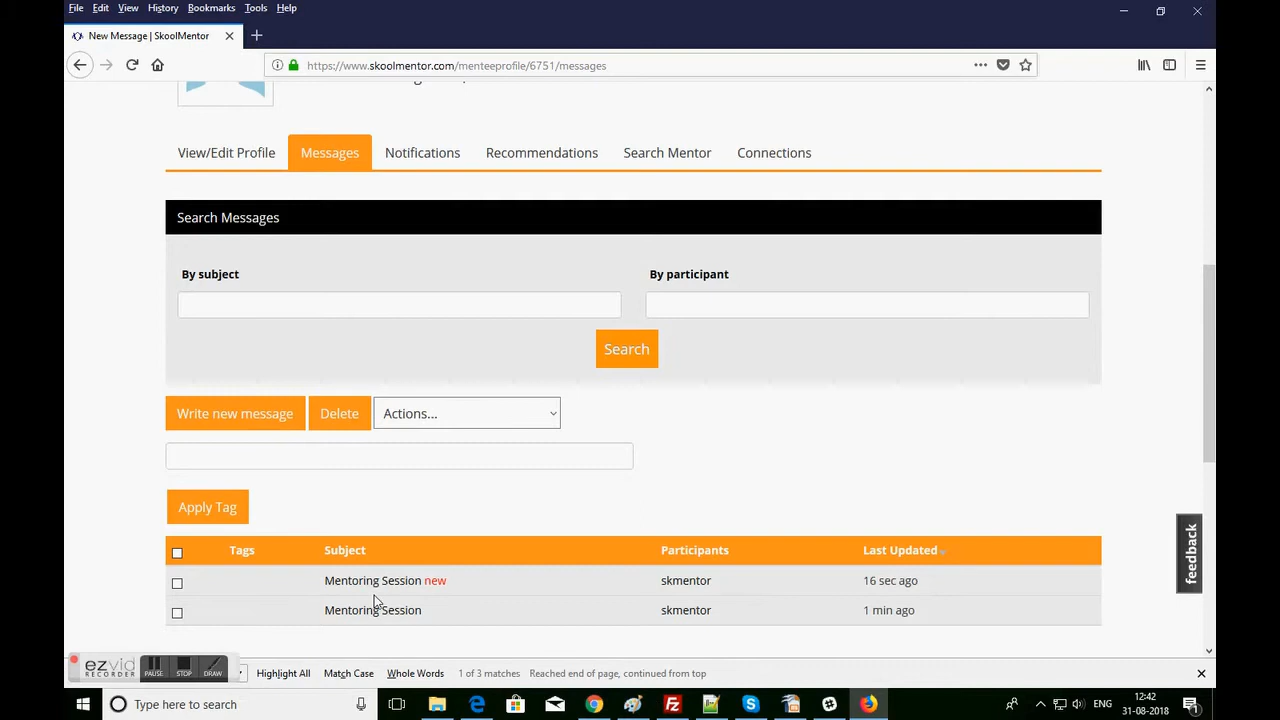 File Edit View History Bookmarks Tools Help
New Message | SkoolMentor
https://www.skoolmentor.com/menteeprofile/6751/messages
View/Edit Profile Messages Notifications Recommendations Search Mentor Connections
Search Messages
By subject By participant
Search
Write new message Delete Actions...
Apply Tag
feedback
Tags Subject Participants Last Updated
Mentoring Session new skmentor 16 sec ago
Mentoring Session skmentor 1 min ago
ezvid RECORDER PAUSE STOP DRAW
Highlight All Match Case Whole Words 1 of 3 matches Reached end of page, continued from top
Type here to search ENG 12:42
31-08-2018